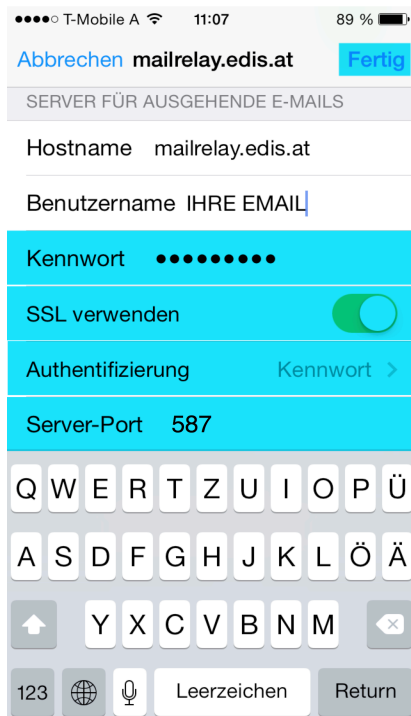 T-Mobile A 11:07 89 %
Abbrechen mailrelay.edis.at Fertig
SERVER FÜR AUSGEHENDE E-MAILS
Hostname mailrelay.edis.at
Benutzername IHRE EMAIL
Kennwort ●●●●●●●●●
SSL verwenden
Authentifizierung Kennwort >
Server-Port 587
Q W E R T Z U I O P Ü
A S D F G H J K L Ö Ä
Y X C V B N M
123 Leerzeichen Return